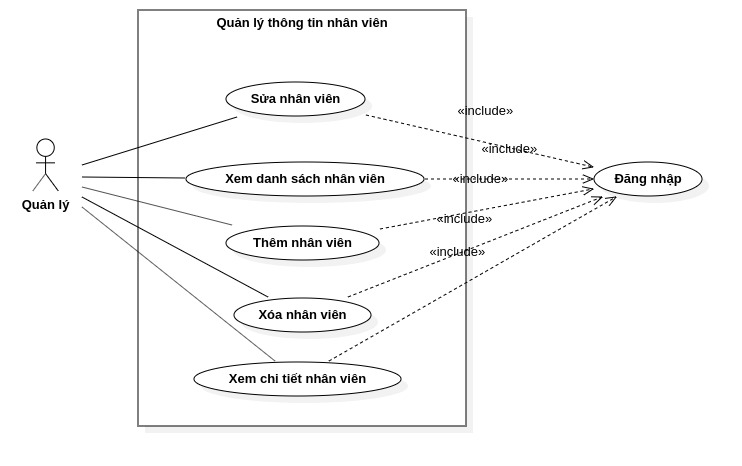 Quản lý thông tin nhân viên
Sửa nhân viên
«include»
«include»
Xem danh sách nhân viên
«include»
Đăng nhập
Quản lý
«include»
Thêm nhân viên
«include»
Xóa nhân viên
Xem chi tiết nhân viên